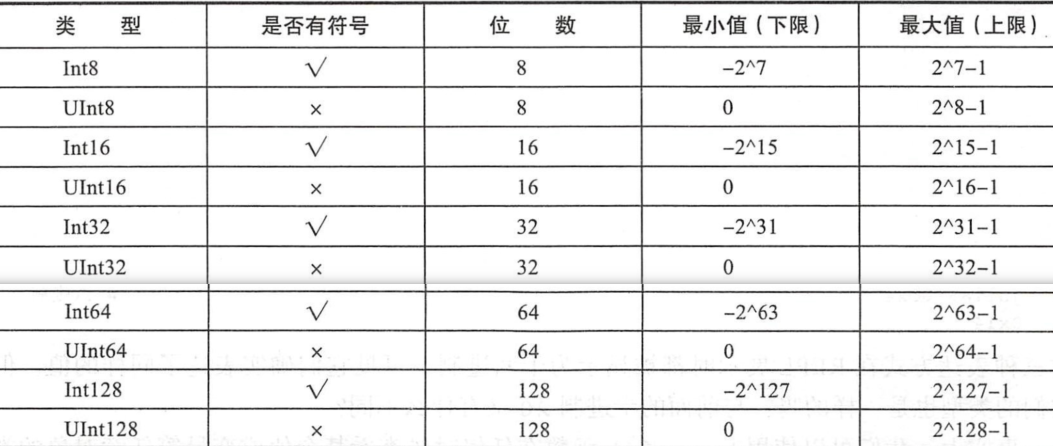 类 型 是否有符号 位 数 最小值（下限） 最大值（上限）
Int8 √ 8 −2^7 2^7−1
UInt8 × 8 0 2^8−1
Int16 √ 16 −2^15 2^15−1
UInt16 × 16 0 2^16−1
Int32 √ 32 −2^31 2^31−1
UInt32 × 32 0 2^32−1
Int64 √ 64 −2^63 2^63−1
UInt64 × 64 0 2^64−1
Int128 √ 128 −2^127 2^127−1
UInt128 × 128 0 2^128−1